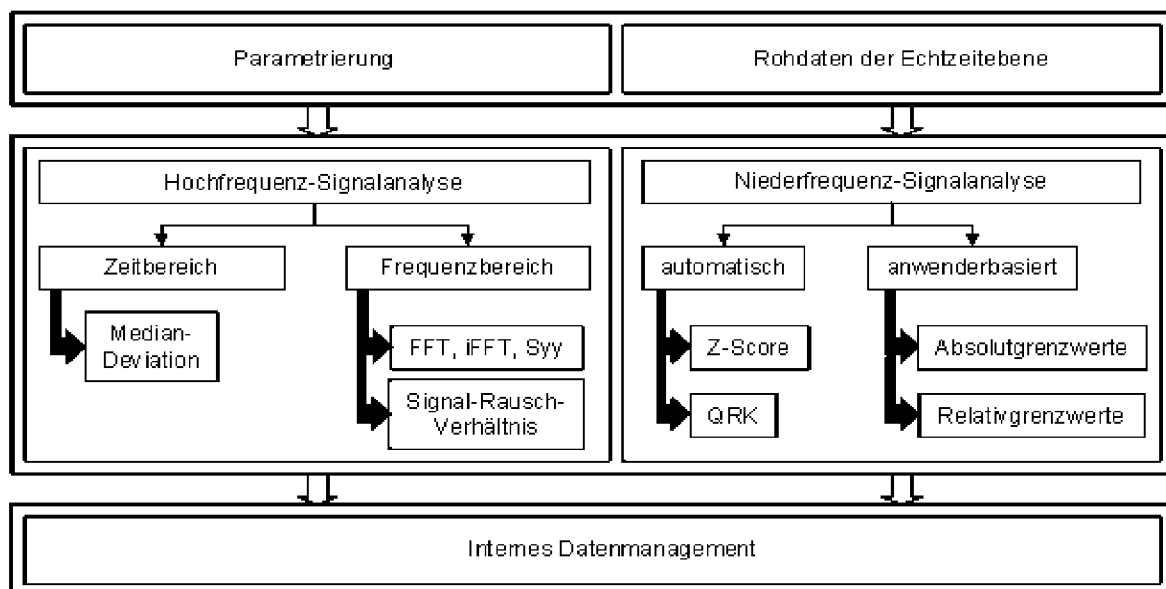 Parametrierung
Rohdaten der Echtzeitebene
Hochfrequenz-Signalanalyse
Niederfrequenz-Signalanalyse
Zeitbereich
Frequenzbereich
automatisch
anwenderbasiert
Median-
Deviation
FFT, iFFT, Syy
Z-Score
Absolutgrenzwerte
Signal-Rausch-
Verhältnis
QRK
Relativgrenzwerte
Internes Datenmanagement